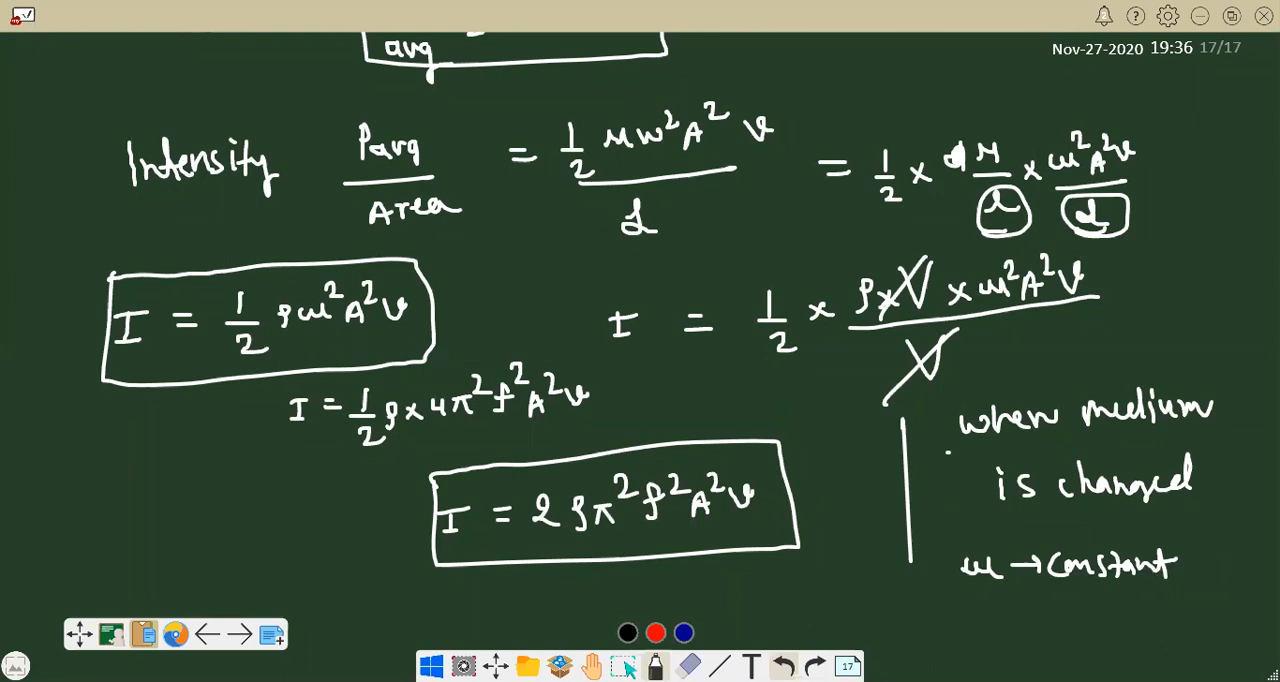 Nov-27-2020 19:36 17/17
avg
Intensity Pavg / Area = 1/2 μω²A²v / s = 1/2 × μ/l × ω²A²v / s
I = 1/2 ρω²A²v
I = 1/2 × ρ×V × ω²A²v / V
I = 1/2 ρ × 4π²f²A²v
I = 2ρπ²f²A²v
when medium
is changed
ω → constant
T
17